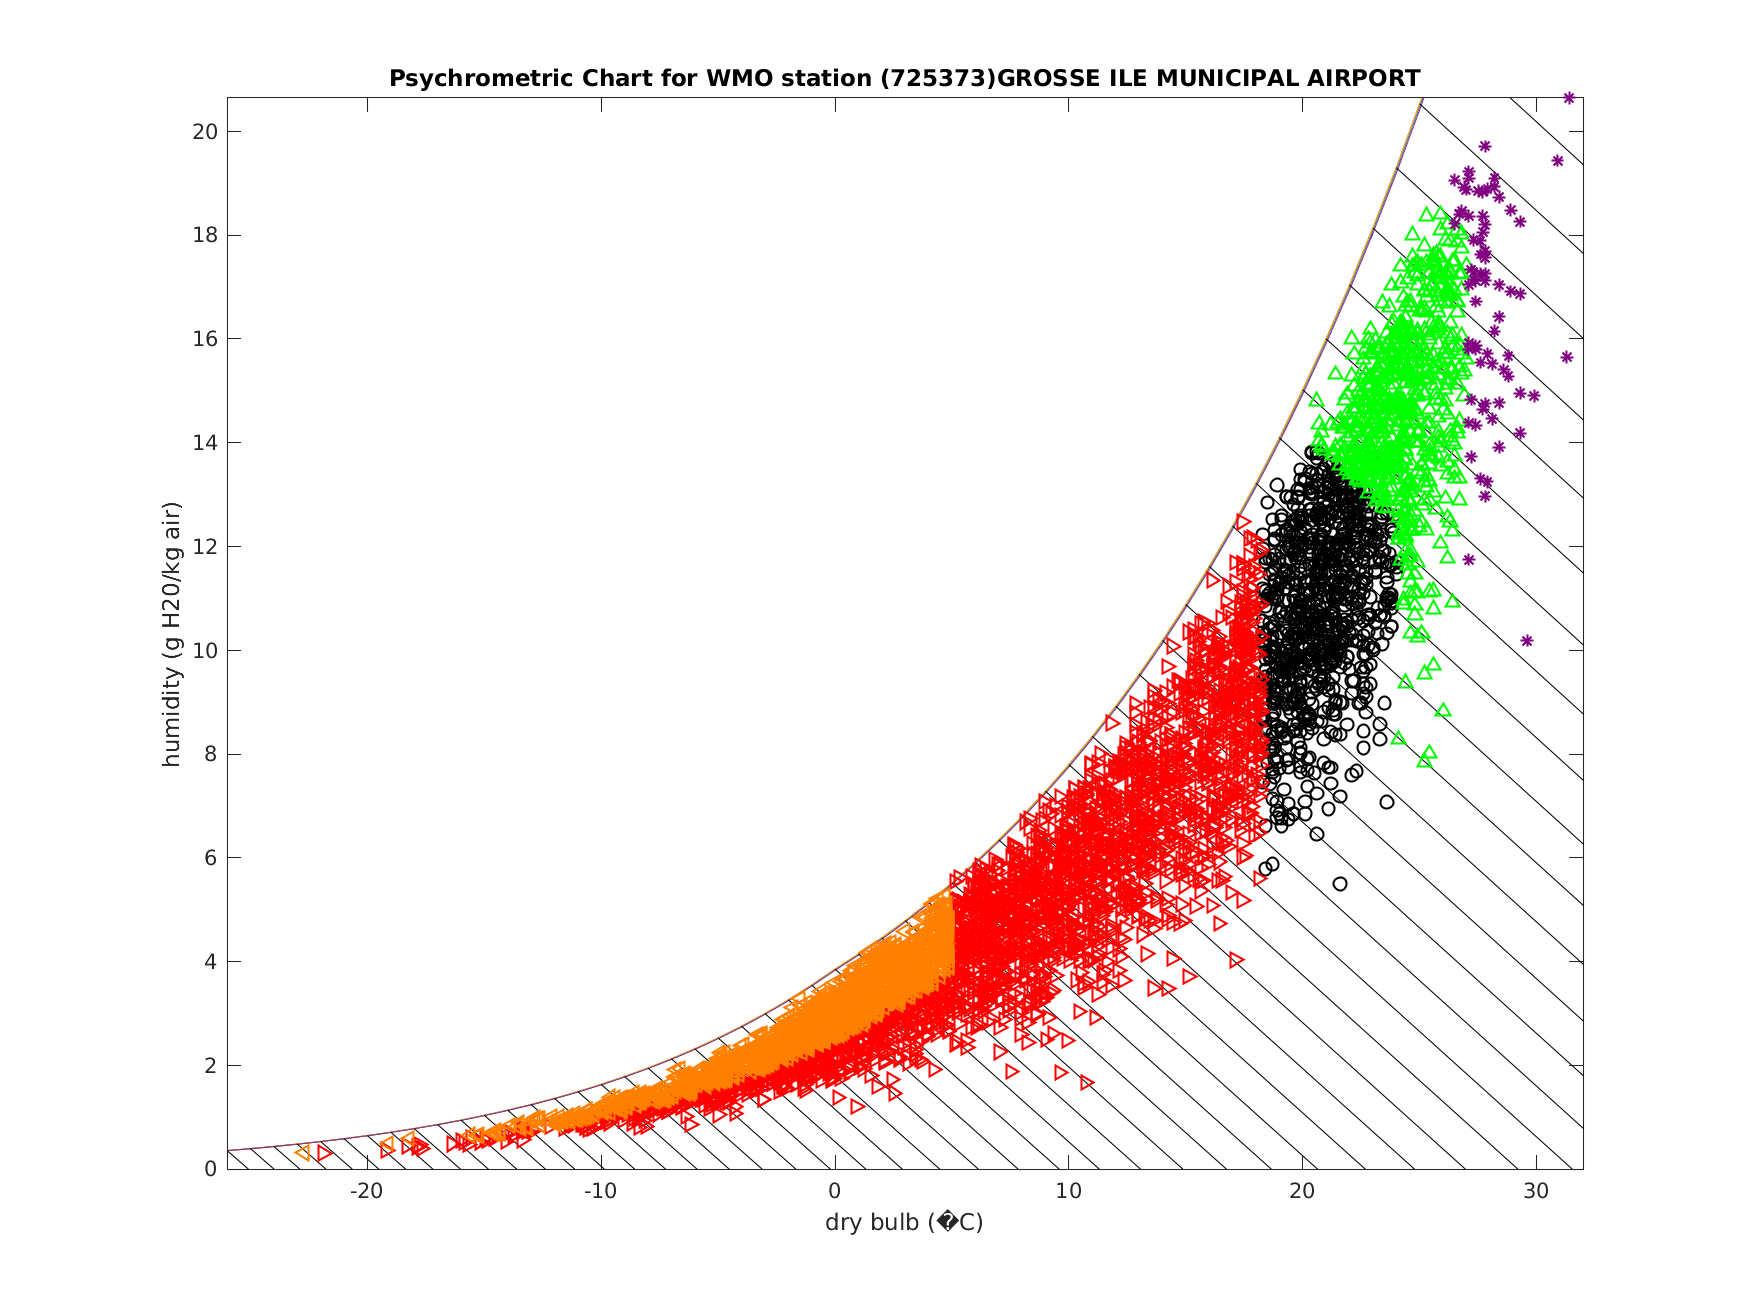 Psychrometric Chart for WMO station (725373)GROSSE ILE MUNICIPAL AIRPORT
20
18
16
14
12
10
8
6
4
2
0
humidity (g H20/kg air)
-20 -10 0 10 20 30
dry bulb (�C)